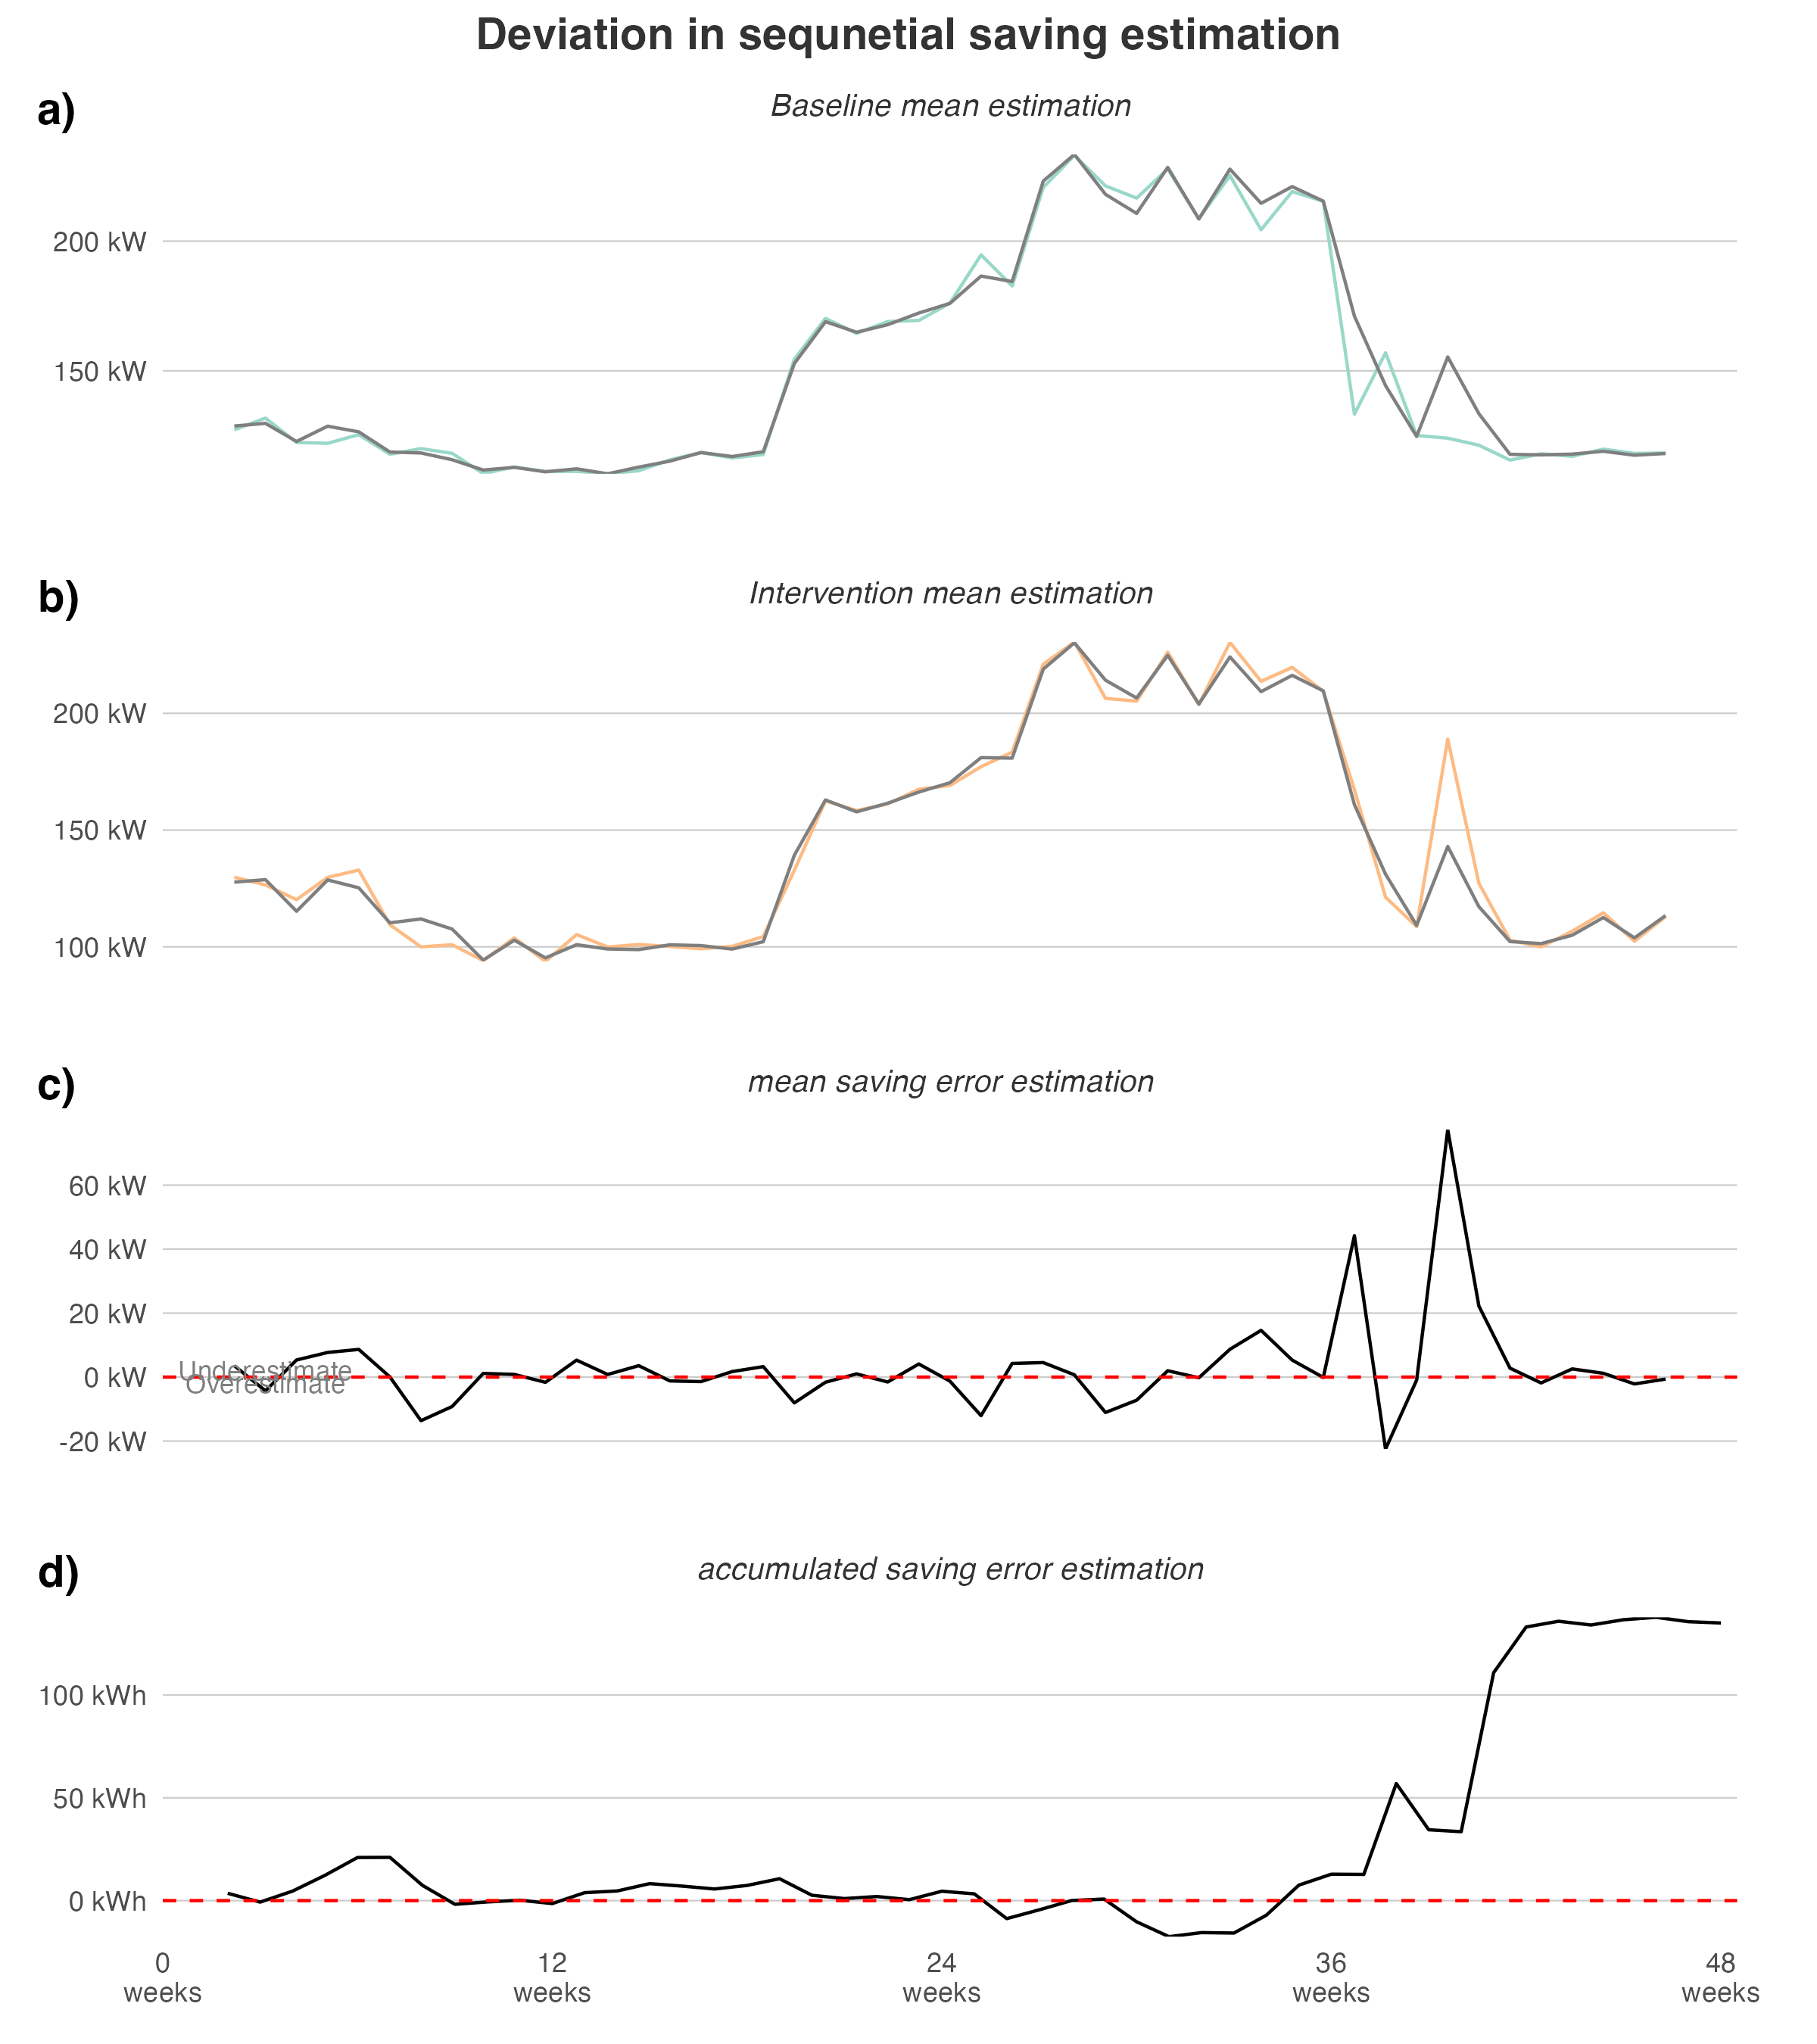 Deviation in sequnetial saving estimation
a)
Baseline mean estimation
200 kW
150 kW
b)
Intervention mean estimation
200 kW
150 kW
100 kW
c)
mean saving error estimation
60 kW
40 kW
20 kW
Underestimate
0 kW
Overestimate
-20 kW
d)
accumulated saving error estimation
100 kWh
50 kWh
0 kWh
0 12 24 36 48
weeks weeks weeks weeks weeks